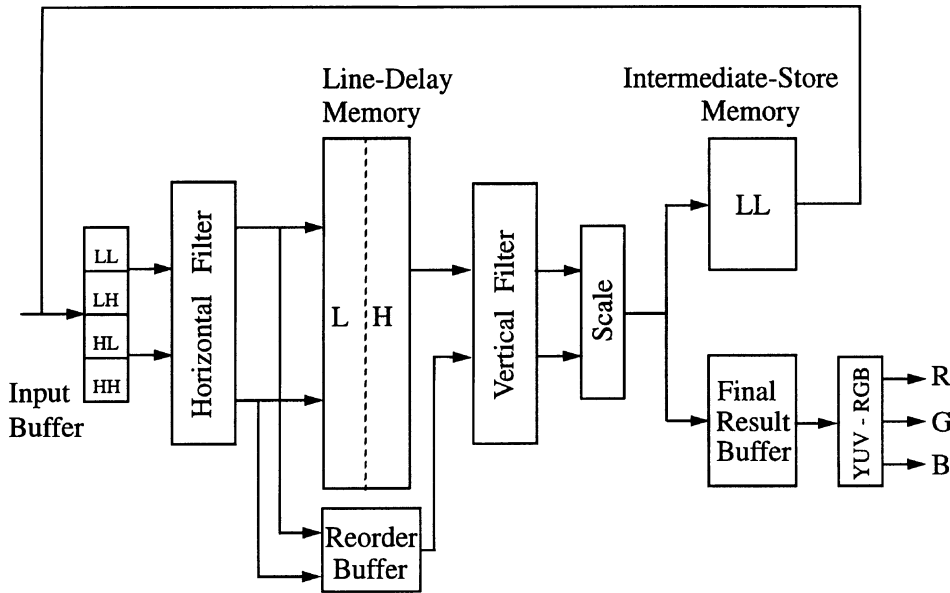 Line-Delay
Memory
Intermediate-Store
Memory
LL
LH
HL
HH
Input
Buffer
Horizontal Filter
L H
Reorder
Buffer
Vertical Filter
Scale
LL
Final
Result
Buffer
YUV - RGB
R
G
B